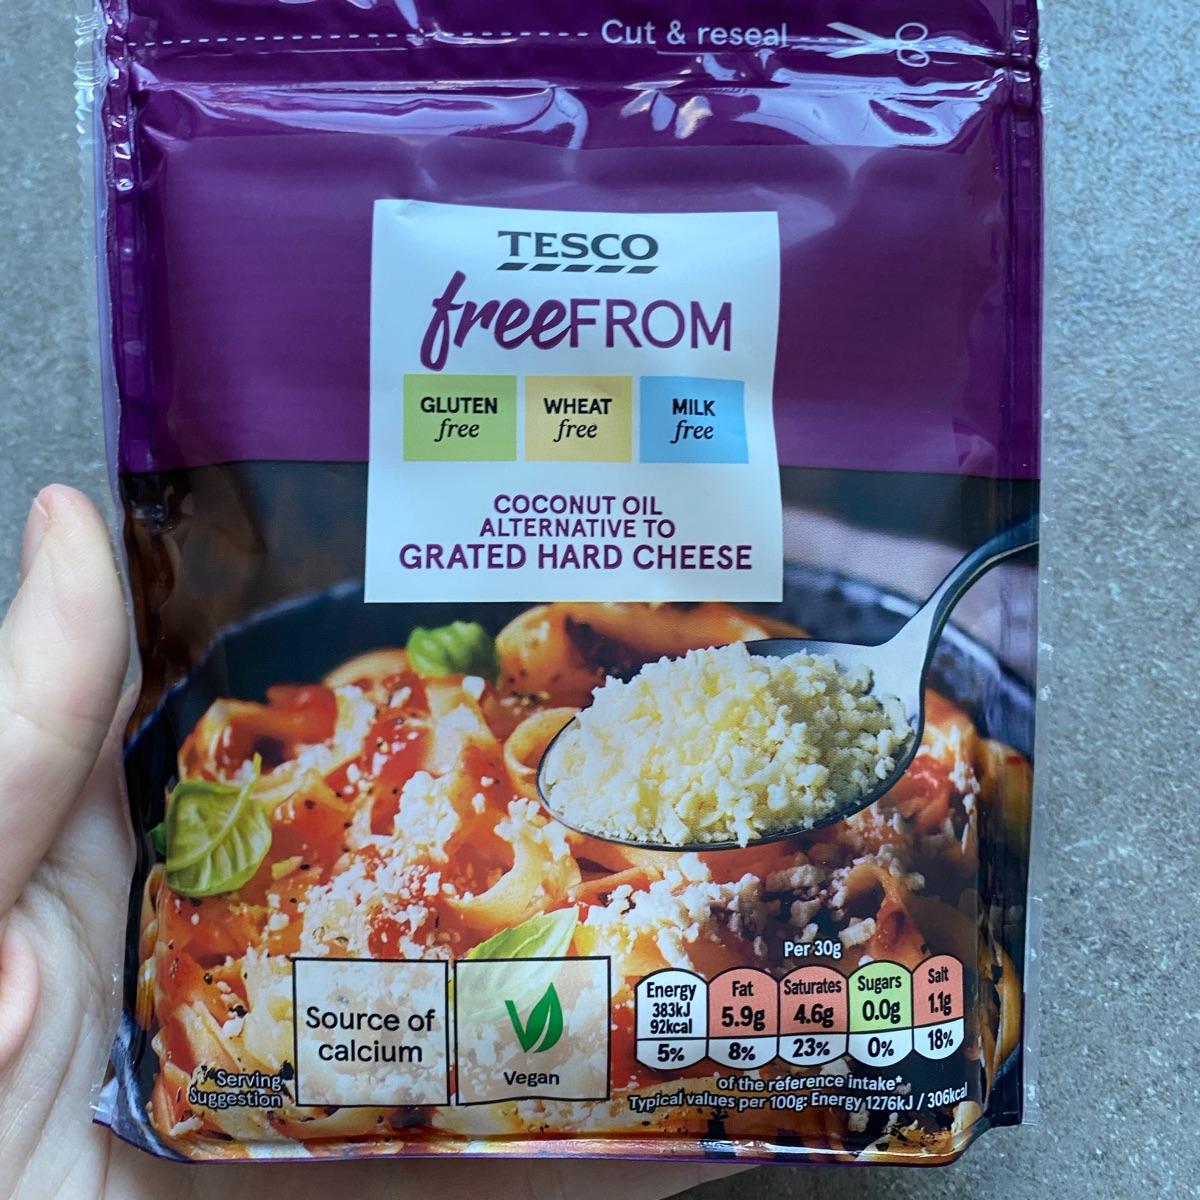 Cut & reseal
TESCO
freeFROM
GLUTEN
free
WHEAT
free
MILK
free
COCONUT OIL
ALTERNATIVE TO
GRATED HARD CHEESE
Serving
Suggestion
Source of
calcium
Vegan
Per 30g
Energy
383kJ
92kcal
5%
Fat
5.9g
8%
Saturates
4.6g
23%
Sugars
0.0g
0%
Salt
1.1g
18%
of the reference intake*
Typical values per 100g: Energy 1276kJ / 306kcal